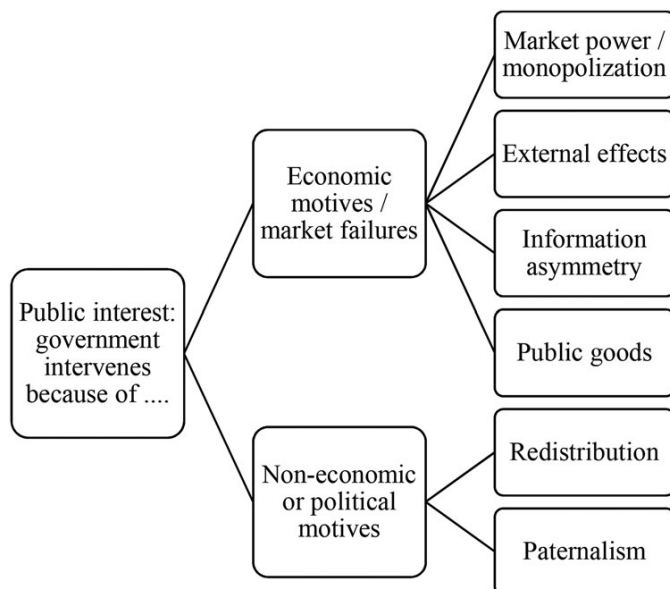 Public interest:
government
intervenes
because of ....
Economic
motives /
market failures
Market power /
monopolization
External effects
Information
asymmetry
Public goods
Non-economic
or political
motives
Redistribution
Paternalism